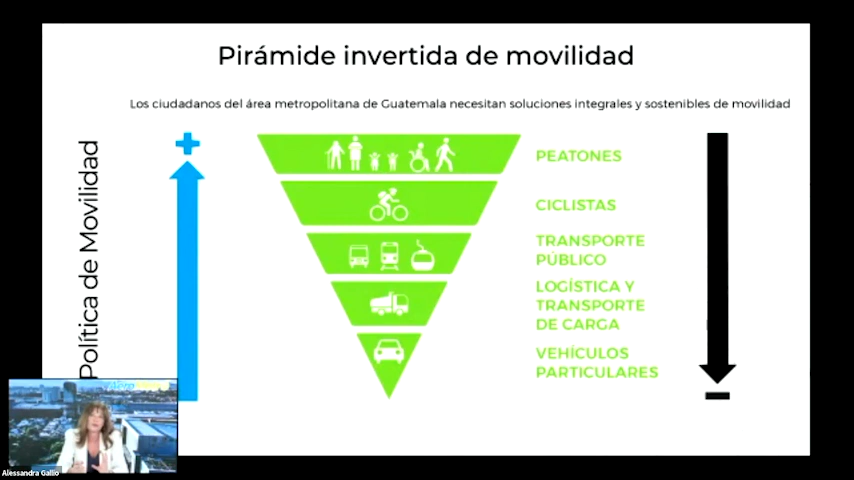 Pirámide invertida de movilidad
Los ciudadanos del área metropolitana de Guatemala necesitan soluciones integrales y sostenibles de movilidad
Política de Movilidad
PEATONES
CICLISTAS
TRANSPORTE
PÚBLICO
LOGÍSTICA Y
TRANSPORTE
DE CARGA
VEHÍCULOS
PARTICULARES
Alessandra Gallio